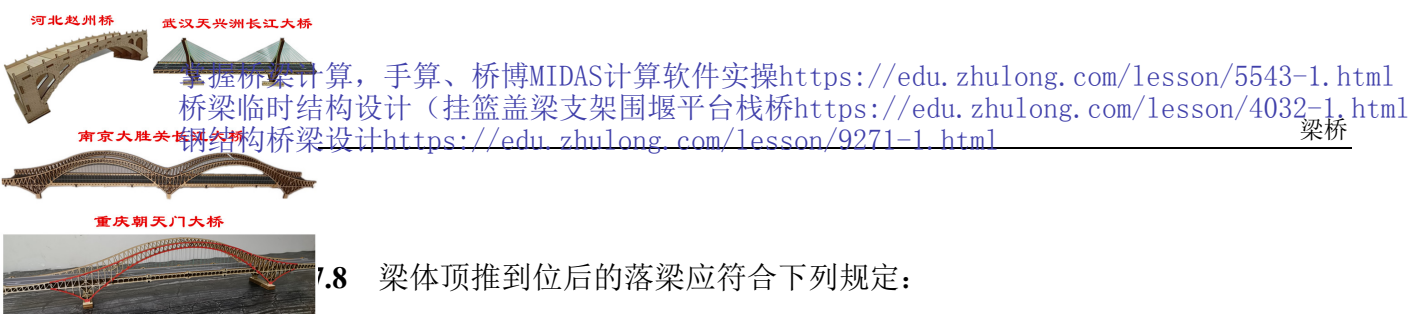 河北赵州桥
武汉天兴洲长江大桥
掌握桥梁计算，手算、桥博MIDAS计算软件实操https://edu.zhulong.com/lesson/5543-1.html
桥梁临时结构设计（挂篮盖梁支架围堰平台栈桥https://edu.zhulong.com/lesson/4032-1.html
南京大胜关长江大桥
钢结构桥梁设计https://edu.zhulong.com/lesson/9271-1.html
梁桥
重庆朝天门大桥
.8 梁体顶推到位后的落梁应符合下列规定：